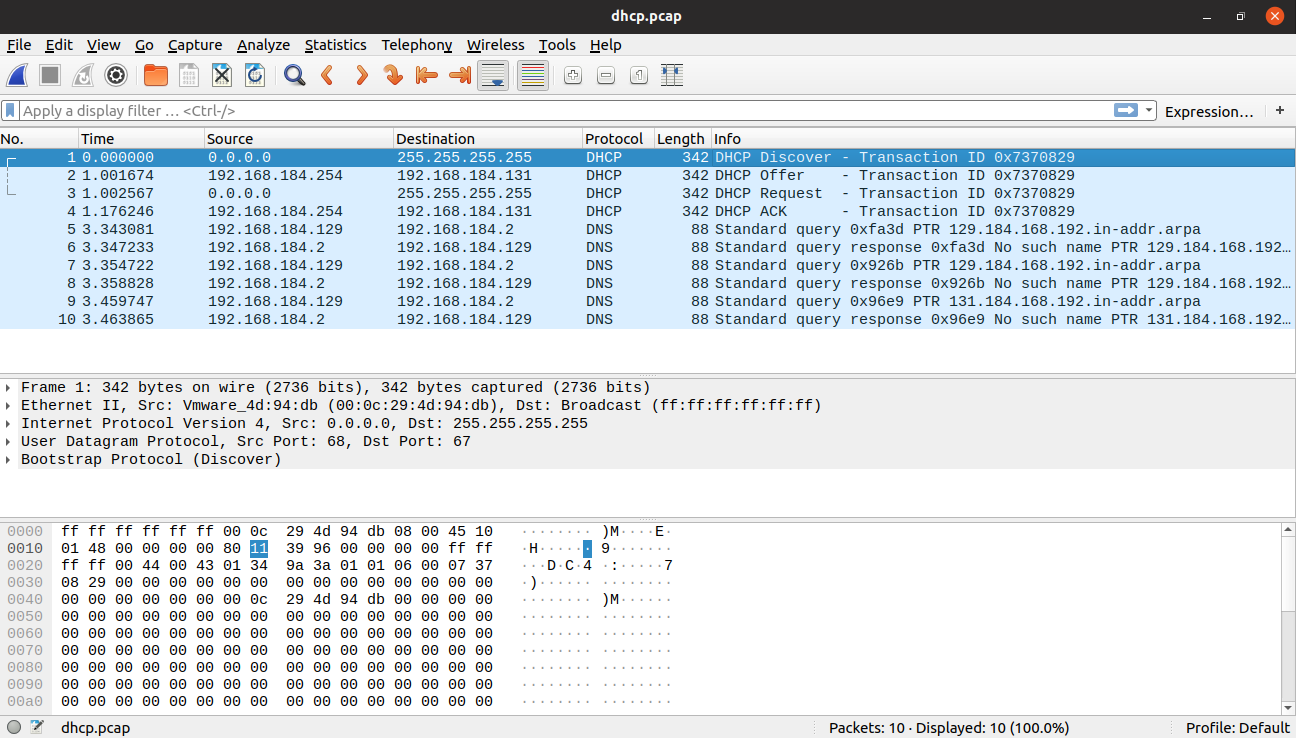 dhcp.pcap
File Edit View Go Capture Analyze Statistics Telephony Wireless Tools Help
Apply a display filter … <Ctrl-/> Expression… +
No. Time Source Destination Protocol Length Info
1 0.000000 0.0.0.0 255.255.255.255 DHCP 342 DHCP Discover - Transaction ID 0x7370829
2 1.001674 192.168.184.254 192.168.184.131 DHCP 342 DHCP Offer - Transaction ID 0x7370829
3 1.002567 0.0.0.0 255.255.255.255 DHCP 342 DHCP Request - Transaction ID 0x7370829
4 1.176246 192.168.184.254 192.168.184.131 DHCP 342 DHCP ACK - Transaction ID 0x7370829
5 3.343081 192.168.184.129 192.168.184.2 DNS 88 Standard query 0xfa3d PTR 129.184.168.192.in-addr.arpa
6 3.347233 192.168.184.2 192.168.184.129 DNS 88 Standard query response 0xfa3d No such name PTR 129.184.168.192…
7 3.354722 192.168.184.129 192.168.184.2 DNS 88 Standard query 0x926b PTR 129.184.168.192.in-addr.arpa
8 3.358828 192.168.184.2 192.168.184.129 DNS 88 Standard query response 0x926b No such name PTR 129.184.168.192…
9 3.459747 192.168.184.129 192.168.184.2 DNS 88 Standard query 0x96e9 PTR 131.184.168.192.in-addr.arpa
10 3.463865 192.168.184.2 192.168.184.129 DNS 88 Standard query response 0x96e9 No such name PTR 131.184.168.192…
Frame 1: 342 bytes on wire (2736 bits), 342 bytes captured (2736 bits)
Ethernet II, Src: Vmware_4d:94:db (00:0c:29:4d:94:db), Dst: Broadcast (ff:ff:ff:ff:ff:ff)
Internet Protocol Version 4, Src: 0.0.0.0, Dst: 255.255.255.255
User Datagram Protocol, Src Port: 68, Dst Port: 67
Bootstrap Protocol (Discover)
0000 ff ff ff ff ff ff 00 0c 29 4d 94 db 08 00 45 10 ········ )M····E·
0010 01 48 00 00 00 00 80 11 39 96 00 00 00 00 ff ff ·H······ 9·······
0020 ff ff 00 44 00 43 01 34 9a 3a 01 01 06 00 07 37 ···D·C·4 ·:·····7
0030 08 29 00 00 00 00 00 00 00 00 00 00 00 00 00 00 ·)······ ········
0040 00 00 00 00 00 00 00 0c 29 4d 94 db 00 00 00 00 ········ )M······
0050 00 00 00 00 00 00 00 00 00 00 00 00 00 00 00 00 ········ ········
0060 00 00 00 00 00 00 00 00 00 00 00 00 00 00 00 00 ········ ········
0070 00 00 00 00 00 00 00 00 00 00 00 00 00 00 00 00 ········ ········
0080 00 00 00 00 00 00 00 00 00 00 00 00 00 00 00 00 ········ ········
0090 00 00 00 00 00 00 00 00 00 00 00 00 00 00 00 00 ········ ········
00a0 00 00 00 00 00 00 00 00 00 00 00 00 00 00 00 00 ········ ········
dhcp.pcap Packets: 10 · Displayed: 10 (100.0%) Profile: Default